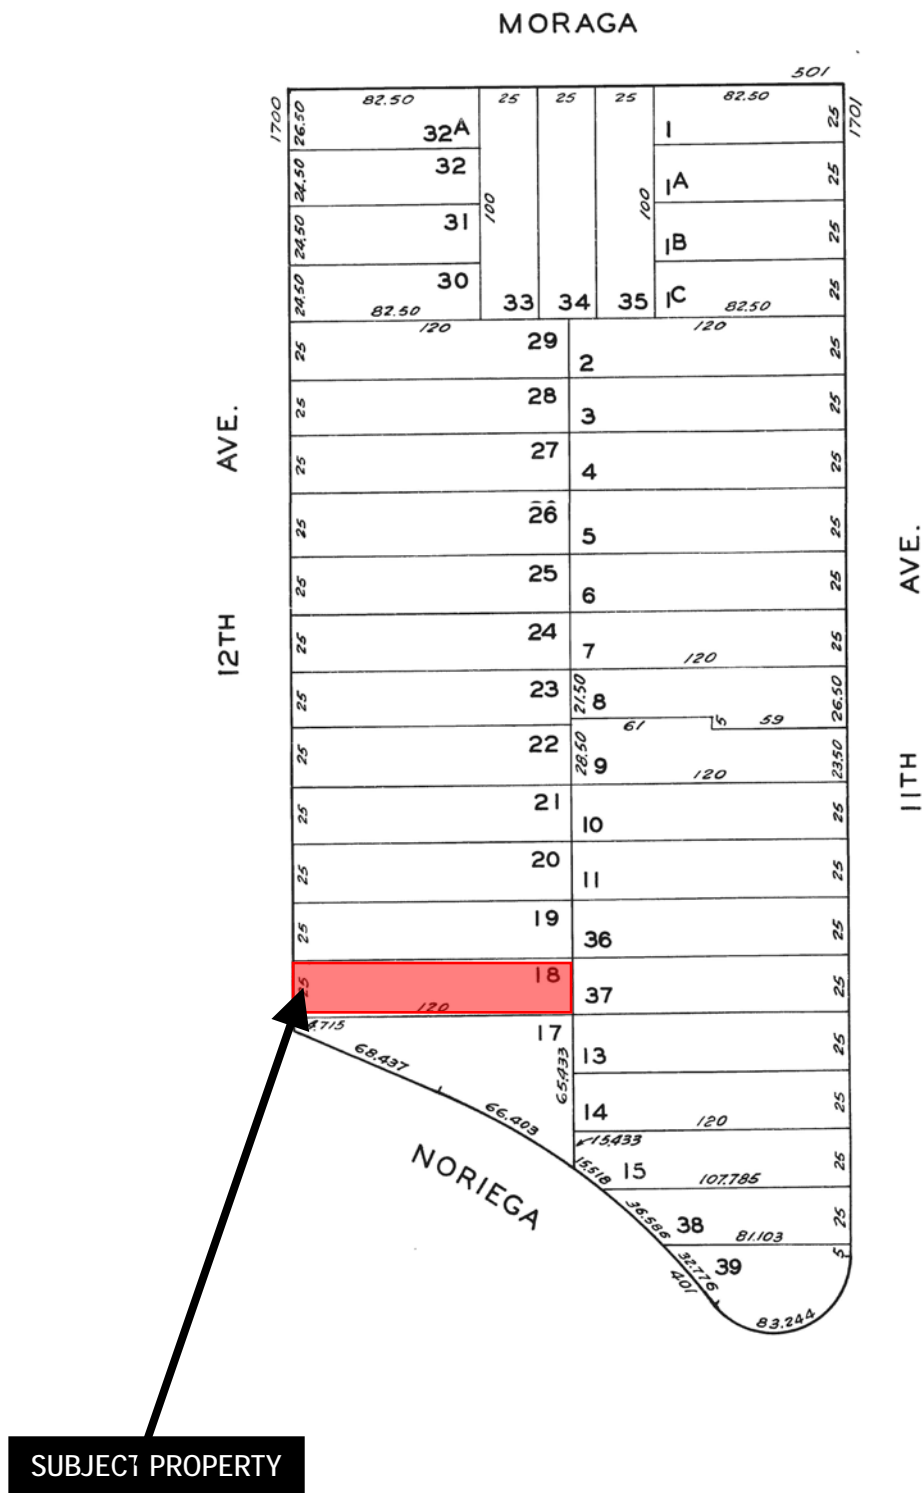 MORAGA
501
1700
82.50 25 25 25 82.50
1701
26.50 32A 1 25
24.50 32 1A 25
100 100
24.50 31 1B 25
24.50 30 33 34 35 1C 25
82.50 82.50
120 120
25 29 2 25
25 28 3 25
AVE.
25 27 4 25
25 26 5 25
AVE.
25 25 6 25
12TH
25 24 7 120 25
25 23 21.50 8 26.50
61 5 59
25 22 28.50 9 120 23.50
11TH
25 21 10 25
25 20 11 25
25 19 36 25
25 18 37 25
120
4.715 17 13 25
68.437 65.433
66.403 14 120 25
15.433
NORIEGA
15.518 15 107.785 25
36.586 38 81.103 25
32.776 39 5
401
83.244
SUBJECT PROPERTY